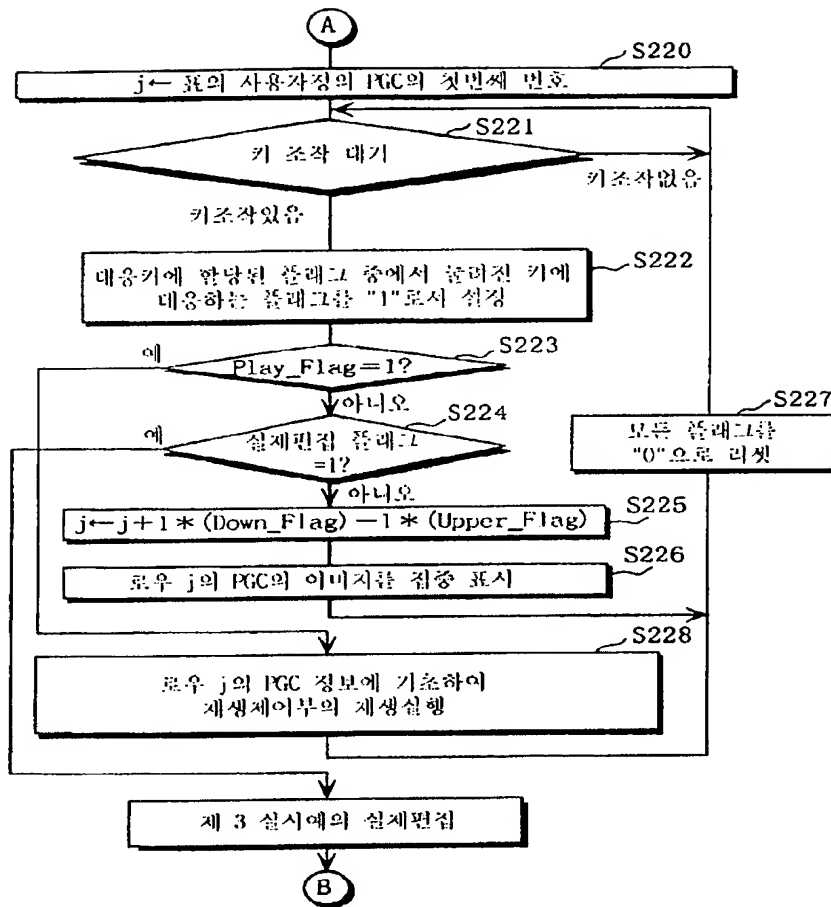 A
S220
j← 표의 사용자정의 PGC의 첫번째 번호
S221
키 조작 대기
키조작없음
키조작있음
S222
대응키에 할당된 플래그 중에서 눌려진 키에
대응하는 플래그를 "1"로서 설정
S223
예
Play_Flag=1?
아니오
S224
예
실제편집 플래그
=1?
S227
모든 플래그를
"0"으로 리셋
아니오
S225
j←j+1*(Down_Flag)-1*(Upper_Flag)
S226
로우 j의 PGC의 이미지를 집중 표시
S228
로우 j의 PGC 정보에 기초하여
재생제어부의 재생실행
제 3 실시예의 실제편집
B